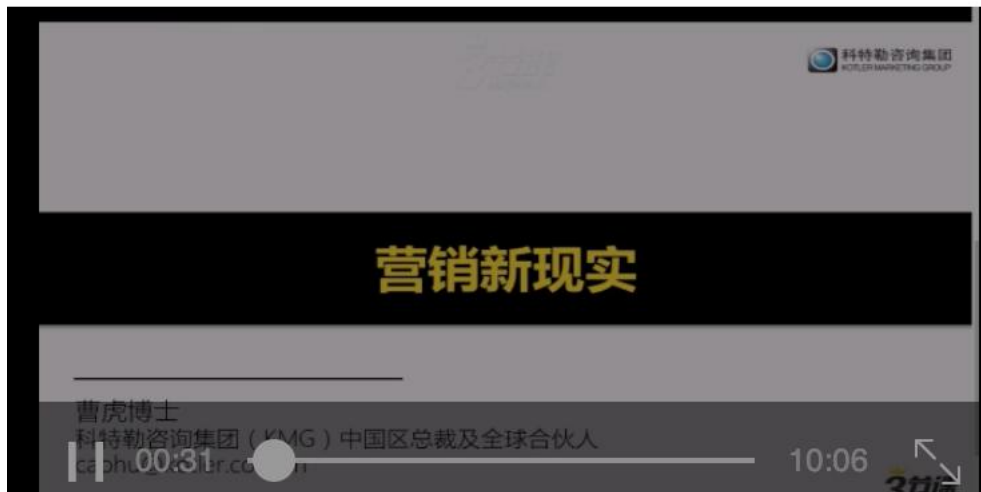 科特勒咨询集团
KOTLER MARKETING GROUP
营销新现实
曹虎博士
科特勒咨询集团（KMG）中国区总裁及全球合伙人
00:31
10:06